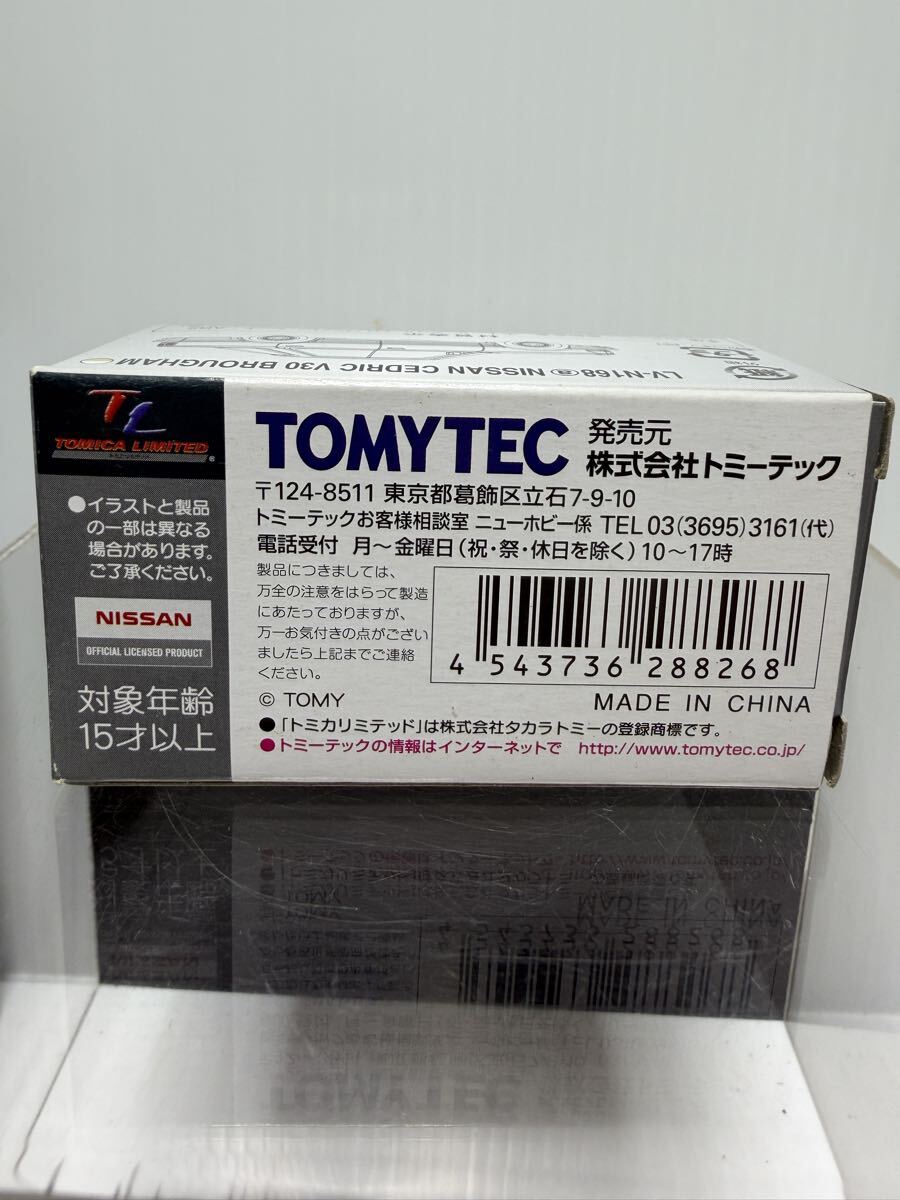 LV-N168ⓐ NISSAN CEDRIC V30 BROUGHAM
TL
TOMICA LIMITED
®
●イラストと製品
の一部は異なる
場合があります。
ご了承ください。
NISSAN
OFFICIAL LICENSED PRODUCT
対象年齢
15才以上
TOMYTEC 発売元
株式会社トミーテック
〒124-8511 東京都葛飾区立石7-9-10
トミーテックお客様相談室 ニューホビー係 TEL 03(3695)3161(代)
電話受付 月～金曜日(祝・祭・休日を除く)10～17時
製品につきましては、
万全の注意をはらって製造
にあたっておりますが、
万一お気付きの点がござい
ましたら上記までご連絡
ください。
4 543736 288268
© TOMY
MADE IN CHINA
●「トミカリミテッド」は株式会社タカラトミーの登録商標です。
●トミーテックの情報はインターネットで http://www.tomytec.co.jp/